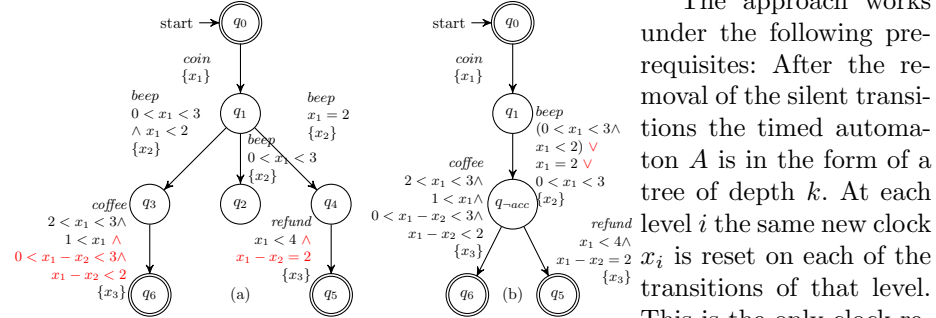 start
q0
coin
{x1}
beep
0 < x1 < 3
∧ x1 < 2
{x2}
q1
beep
x1 = 2
{x2}
beep
0 < x1 < 3
{x2}
q3
q2
q4
coffee
2 < x1 < 3∧
1 < x1 ∧
0 < x1 − x2 < 3∧
x1 − x2 < 2
{x3}
refund
x1 < 4 ∧
x1 − x2 = 2
{x3}
q6
(a)
q5
start
q0
coin
{x1}
q1
beep
(0 < x1 < 3∧
x1 < 2) ∨
x1 = 2 ∨
0 < x1 < 3
{x2}
q¬acc
coffee
2 < x1 < 3∧
1 < x1∧
0 < x1 − x2 < 3∧
x1 − x2 < 2
{x3}
refund
x1 < 4∧
x1 − x2 = 2
{x3}
q6
(b)
q5
The approach works
under the following pre-
requisites: After the re-
moval of the silent transi-
tions the timed automa-
ton A is in the form of a
tree of depth k. At each
level i the same new clock
xi is reset on each of the
transitions of that level.
This is the only clock re-